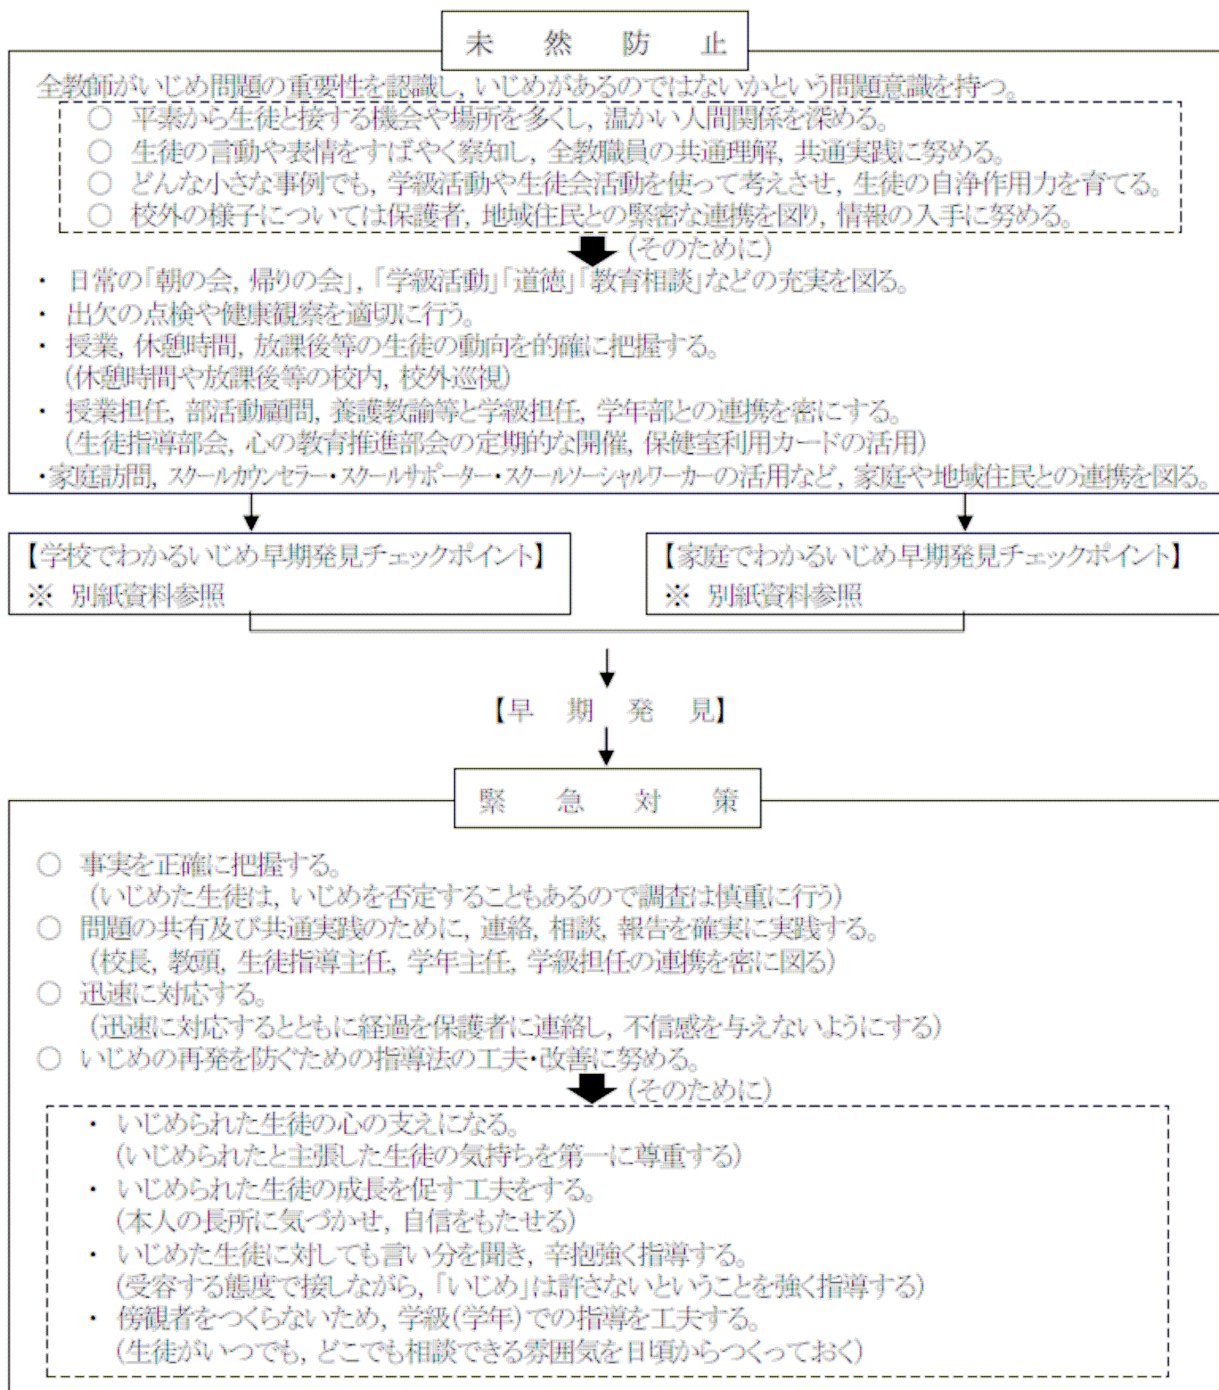 未然防止
全教師がいじめ問題の重要性を認識し，いじめがあるのではないかという問題意識を持つ。
○ 平素から生徒と接する機会や場所を多くし，温かい人間関係を深める。
○ 生徒の言動や表情をすばやく察知し，全教職員の共通理解，共通実践に努める。
○ どんな小さな事例でも，学級活動や生徒会活動を使って考えさせ，生徒の自浄作用力を育てる。
○ 校外の様子については保護者，地域住民との緊密な連携を図り，情報の入手に努める。
(そのために)
・ 日常の「朝の会，帰りの会」，「学級活動」「道徳」「教育相談」などの充実を図る。
・ 出欠の点検や健康観察を適切に行う。
・ 授業，休憩時間，放課後等の生徒の動向を的確に把握する。
(休憩時間や放課後等の校内，校外巡視)
・ 授業担任，部活動顧問，養護教諭等と学級担任，学年部との連携を密にする。
(生徒指導部会，心の教育推進部会の定期的な開催，保健室利用カードの活用)
・家庭訪問，スクールカウンセラー・スクールサポーター・スクールソーシャルワーカーの活用など，家庭や地域住民との連携を図る。
【学校でわかるいじめ早期発見チェックポイント】
※ 別紙資料参照
【家庭でわかるいじめ早期発見チェックポイント】
※ 別紙資料参照
【早期発見】
緊急対策
○ 事実を正確に把握する。
(いじめた生徒は，いじめを否定することもあるので調査は慎重に行う)
○ 問題の共有及び共通実践のために，連絡，相談，報告を確実に実践する。
(校長，教頭，生徒指導主任，学年主任，学級担任の連携を密に図る)
○ 迅速に対応する。
(迅速に対応するとともに経過を保護者に連絡し，不信感を与えないようにする)
○ いじめの再発を防ぐための指導法の工夫・改善に努める。
(そのために)
・ いじめられた生徒の心の支えになる。
(いじめられたと主張した生徒の気持ちを第一に尊重する)
・ いじめられた生徒の成長を促す工夫をする。
(本人の長所に気づかせ，自信をもたせる)
・ いじめた生徒に対しても言い分を聞き，辛抱強く指導する。
(受容する態度で接しながら，「いじめ」は許さないということを強く指導する)
・ 傍観者をつくらないため，学級(学年)での指導を工夫する。
(生徒がいつでも，どこでも相談できる雰囲気を日頃からつくっておく)